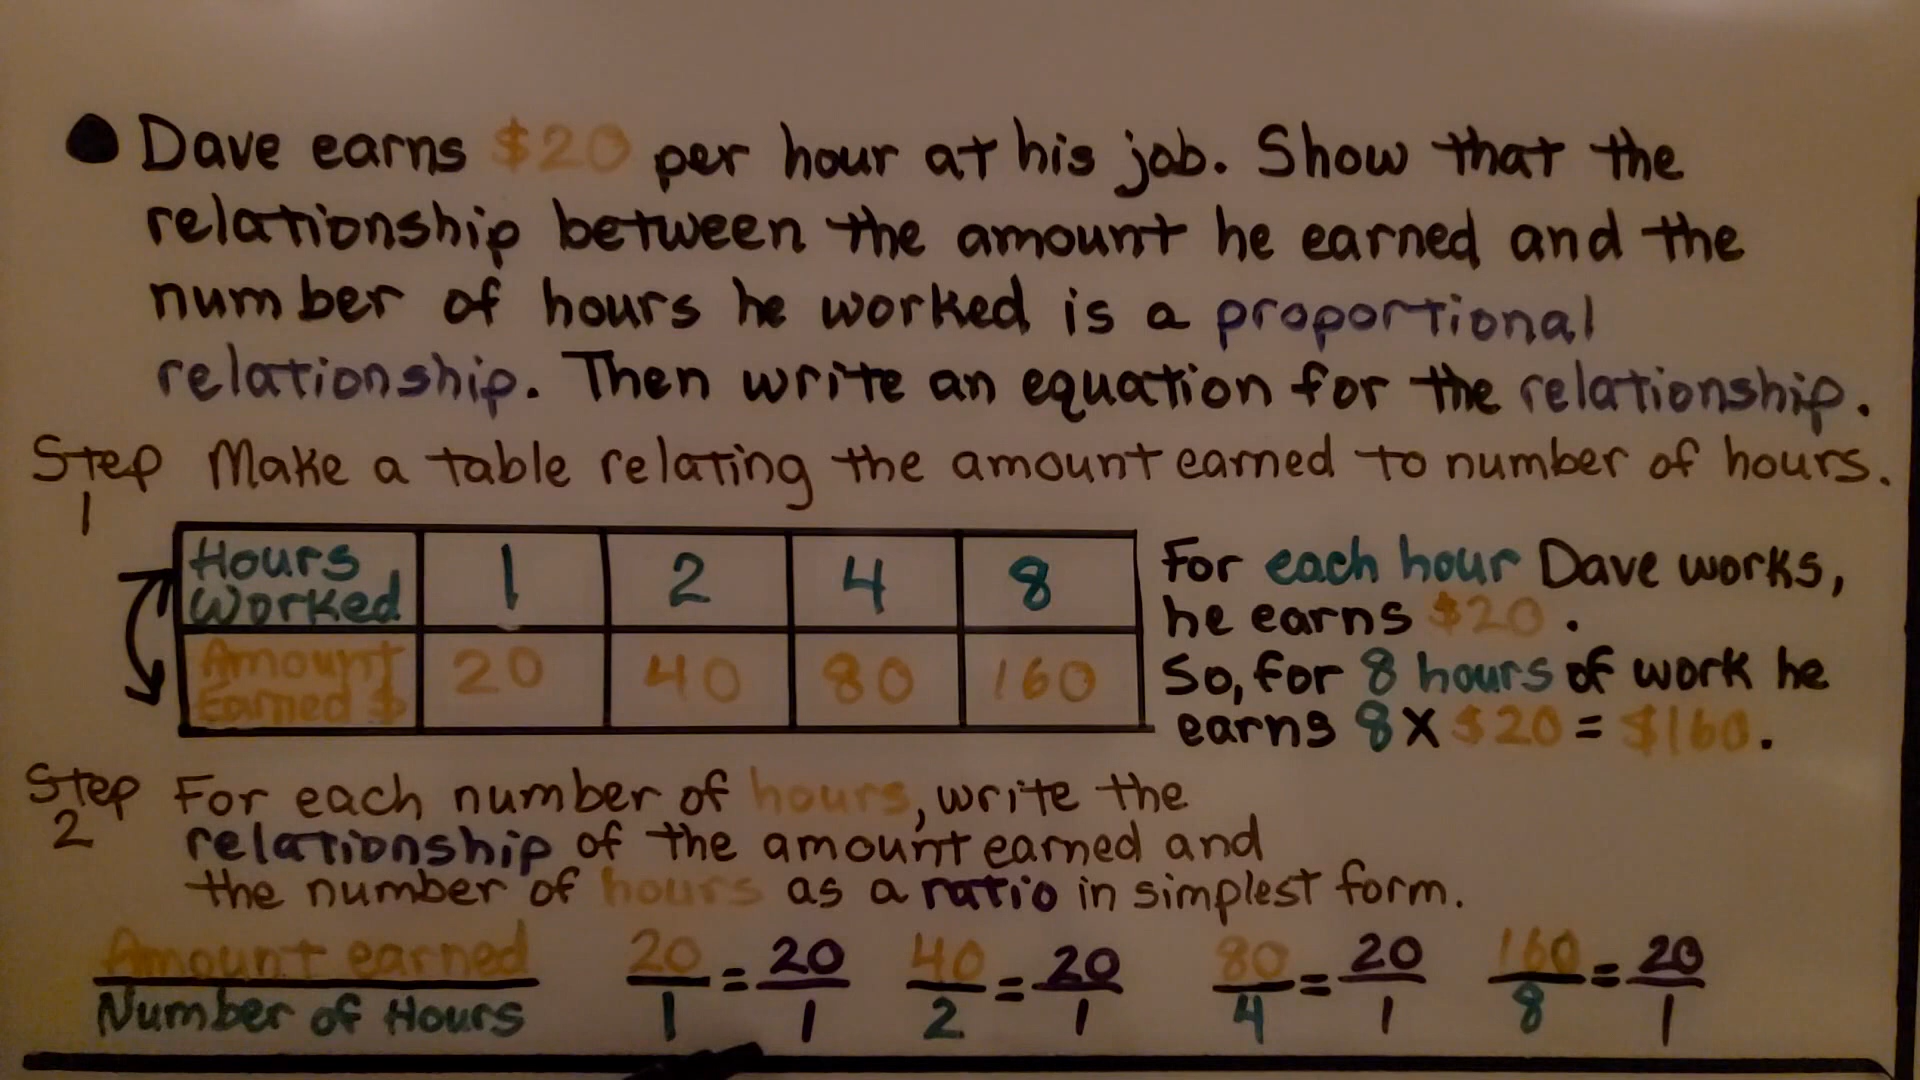 ● Dave earns $20 per hour at his job. Show that the
relationship between the amount he earned and the
number of hours he worked is a proportional
relationship. Then write an equation for the relationship.
Step 1 Make a table relating the amount earned to number of hours.
Hours Worked 1 2 4 8
Amount Earned $ 20 40 80 160
For each hour Dave works,
he earns $20.
So, for 8 hours of work he
earns 8 X $20 = $160.
Step 2 For each number of hours, write the
relationship of the amount earned and
the number of hours as a ratio in simplest form.
Amount earned / Number of Hours 20/1 = 20/1 40/2 = 20/1 80/4 = 20/1 160/8 = 20/1